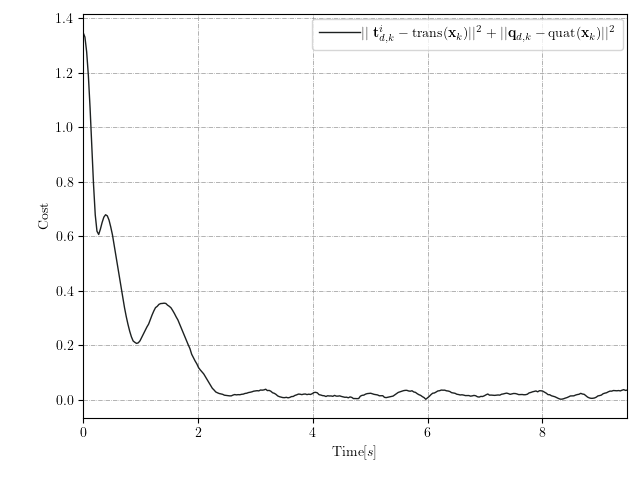 || t^i_{d,k} − trans(x_k)||² + ||q_{d,k} − quat(x_k)||²
1.4
1.2
1.0
0.8
0.6
0.4
0.2
0.0
Cost
0 2 4 6 8
Time[s]